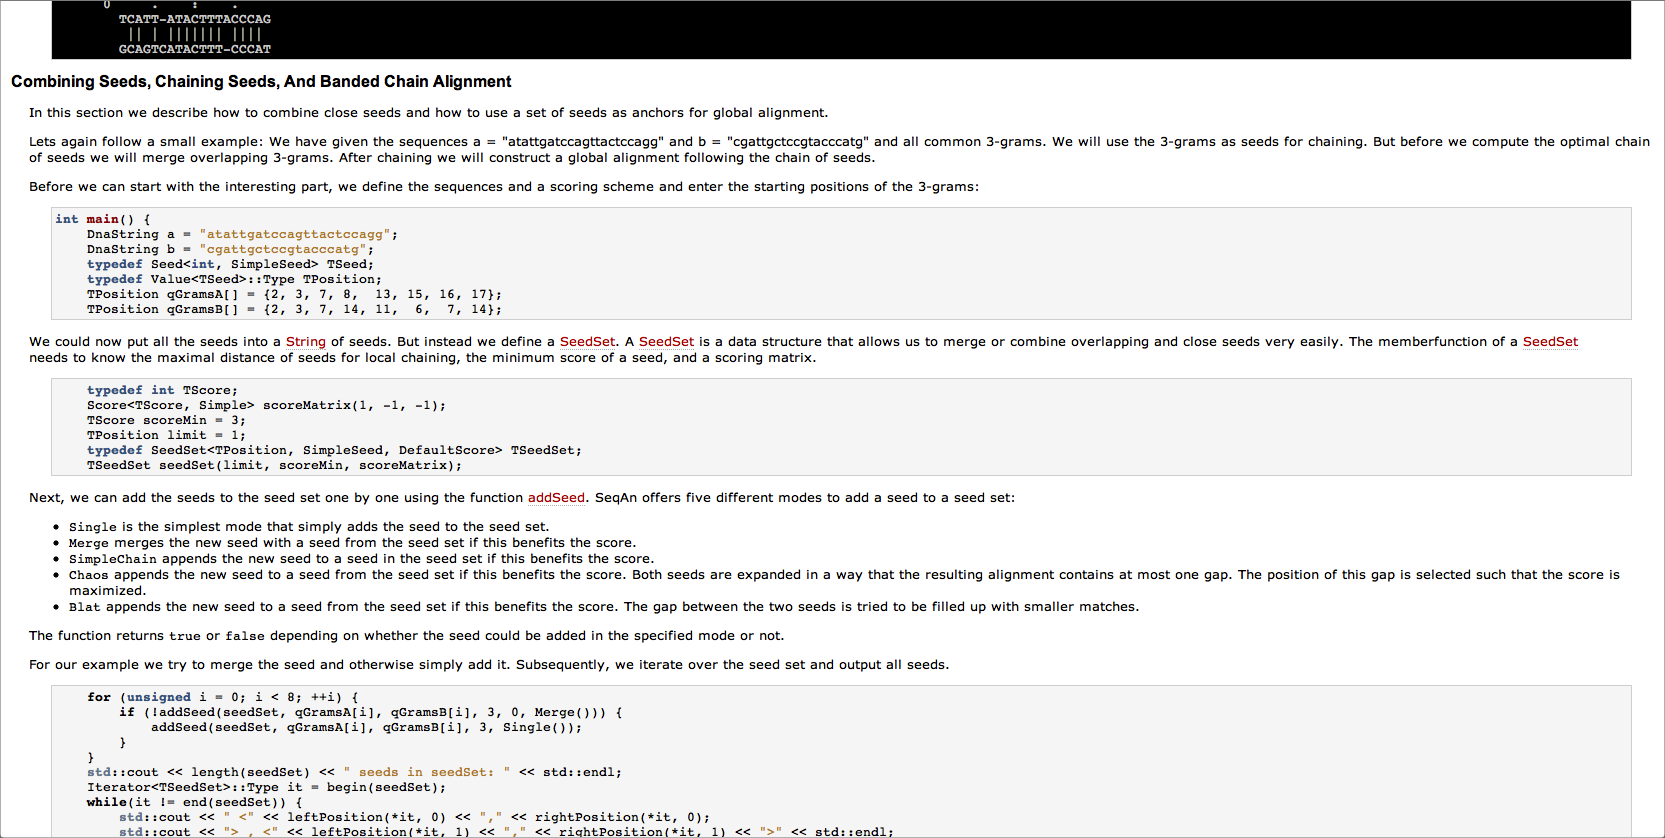 0 . : .
TCATT-ATACTTTACCCAG
|| | ||||||| ||||
GCAGTCATACTTT-CCCAT
Combining Seeds, Chaining Seeds, And Banded Chain Alignment
In this section we describe how to combine close seeds and how to use a set of seeds as anchors for global alignment.
Lets again follow a small example: We have given the sequences a = "atattgatccagttactccagg" and b = "cgattgctccgtacccatg" and all common 3-grams. We will use the 3-grams as seeds for chaining. But before we compute the optimal chain
of seeds we will merge overlapping 3-grams. After chaining we will construct a global alignment following the chain of seeds.
Before we can start with the interesting part, we define the sequences and a scoring scheme and enter the starting positions of the 3-grams:
int main() {
DnaString a = "atattgatccagttactccagg";
DnaString b = "cgattgctccgtacccatg";
typedef Seed<int, SimpleSeed> TSeed;
typedef Value<TSeed>::Type TPosition;
TPosition qGramsA[] = {2, 3, 7, 8, 13, 15, 16, 17};
TPosition qGramsB[] = {2, 3, 7, 14, 11, 6, 7, 14};
We could now put all the seeds into a String of seeds. But instead we define a SeedSet. A SeedSet is a data structure that allows us to merge or combine overlapping and close seeds very easily. The memberfunction of a SeedSet
needs to know the maximal distance of seeds for local chaining, the minimum score of a seed, and a scoring matrix.
typedef int TScore;
Score<TScore, Simple> scoreMatrix(1, -1, -1);
TScore scoreMin = 3;
TPosition limit = 1;
typedef SeedSet<TPosition, SimpleSeed, DefaultScore> TSeedSet;
TSeedSet seedSet(limit, scoreMin, scoreMatrix);
Next, we can add the seeds to the seed set one by one using the function addSeed. SeqAn offers five different modes to add a seed to a seed set:
• Single is the simplest mode that simply adds the seed to the seed set.
• Merge merges the new seed with a seed from the seed set if this benefits the score.
• SimpleChain appends the new seed to a seed in the seed set if this benefits the score.
• Chaos appends the new seed to a seed from the seed set if this benefits the score. Both seeds are expanded in a way that the resulting alignment contains at most one gap. The position of this gap is selected such that the score is
maximized.
• Blat appends the new seed to a seed from the seed set if this benefits the score. The gap between the two seeds is tried to be filled up with smaller matches.
The function returns true or false depending on whether the seed could be added in the specified mode or not.
For our example we try to merge the seed and otherwise simply add it. Subsequently, we iterate over the seed set and output all seeds.
for (unsigned i = 0; i < 8; ++i) {
if (!addSeed(seedSet, qGramsA[i], qGramsB[i], 3, 0, Merge())) {
addSeed(seedSet, qGramsA[i], qGramsB[i], 3, Single());
}
}
std::cout << length(seedSet) << " seeds in seedSet: " << std::endl;
Iterator<TSeedSet>::Type it = begin(seedSet);
while(it != end(seedSet)) {
std::cout << " <" << leftPosition(*it, 0) << "," << rightPosition(*it, 0);
std::cout << "> , <" << leftPosition(*it, 1) << "," << rightPosition(*it, 1) << ">" << std::endl;